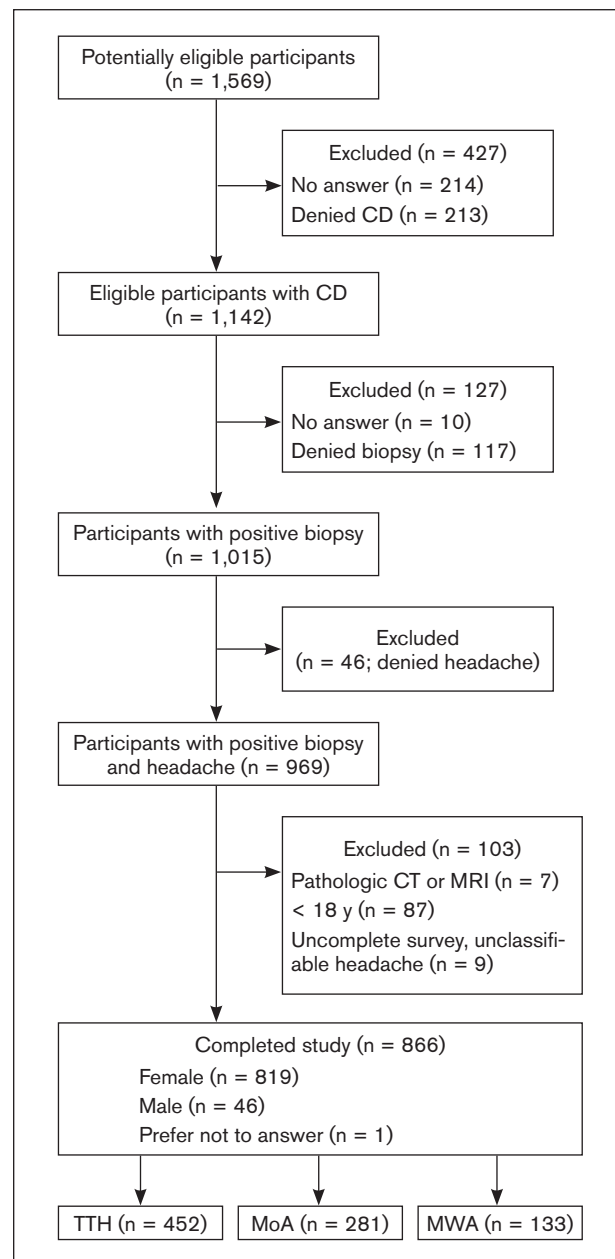 Potentially eligible participants
(n = 1,569)
Excluded (n = 427)
No answer (n = 214)
Denied CD (n = 213)
Eligible participants with CD
(n = 1,142)
Excluded (n = 127)
No answer (n = 10)
Denied biopsy (n = 117)
Participants with positive biopsy
(n = 1,015)
Excluded
(n = 46; denied headache)
Participants with positive biopsy
and headache (n = 969)
Excluded (n = 103)
Pathologic CT or MRI (n = 7)
< 18 y (n = 87)
Uncomplete survey, unclassifi-
able headache (n = 9)
Completed study (n = 866)
Female (n = 819)
Male (n = 46)
Prefer not to answer (n = 1)
TTH (n = 452)
MoA (n = 281)
MWA (n = 133)